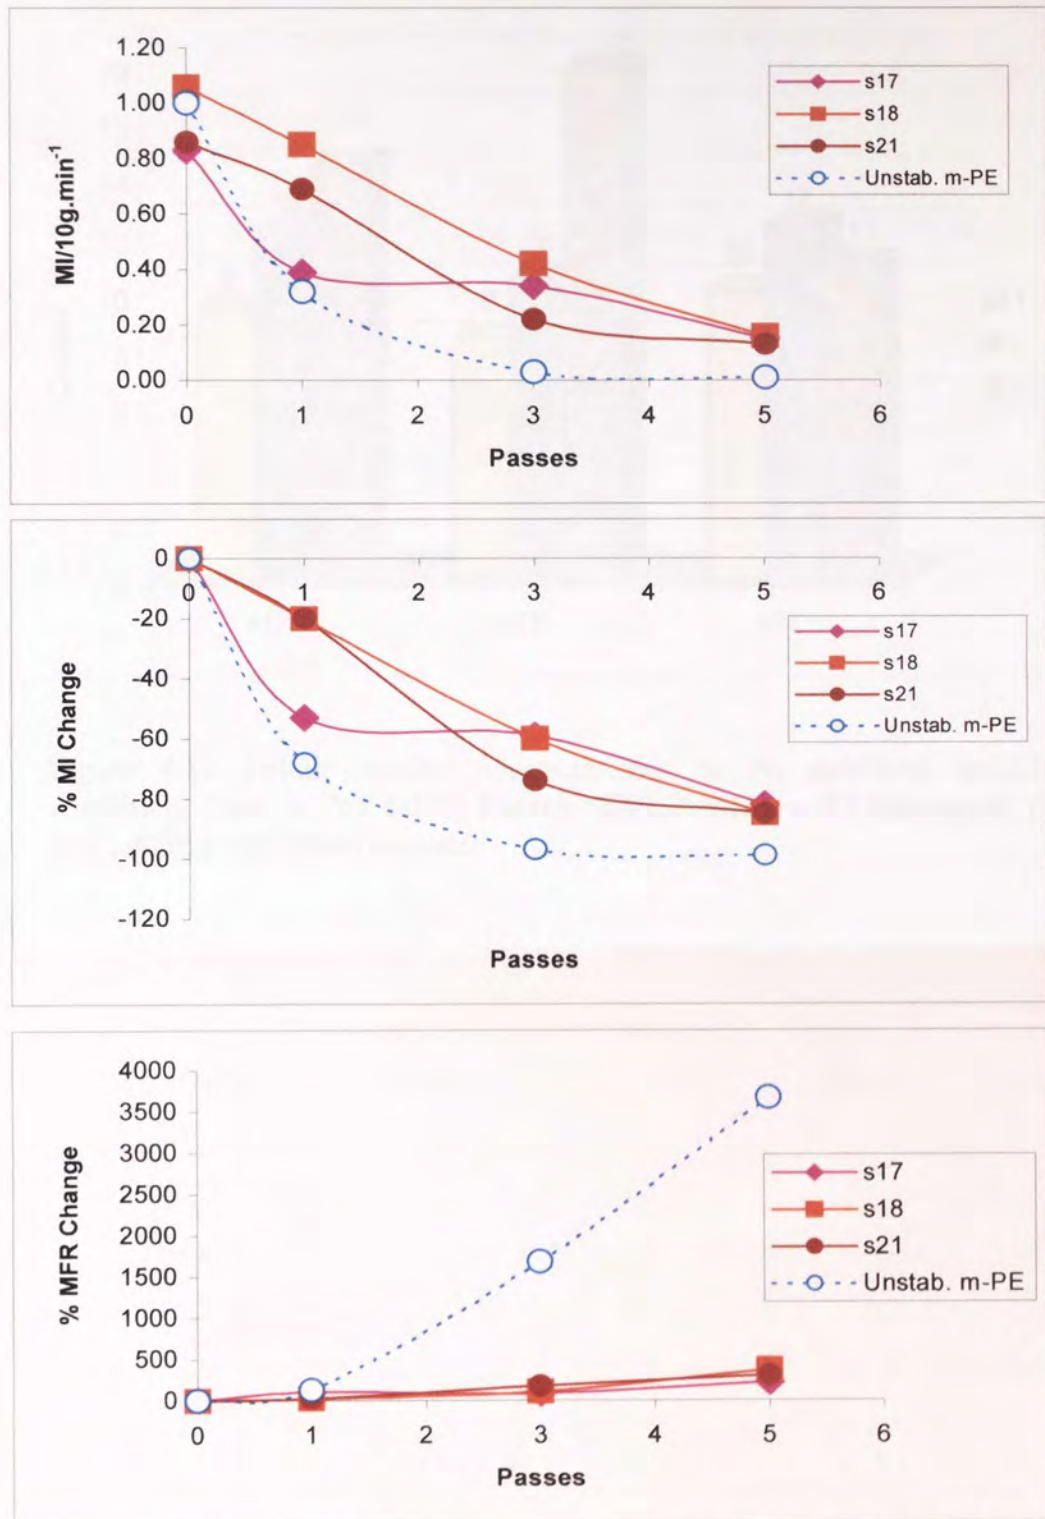 1.20
1.00
0.80
0.60
0.40
0.20
0.00
MI/10g.min⁻¹
0 1 2 3 4 5 6
Passes
s17
s18
s21
Unstab. m-PE
0
-20
-40
-60
-80
-100
-120
% MI Change
0 1 2 3 4 5 6
Passes
s17
s18
s21
Unstab. m-PE
4000
3500
3000
2500
2000
1500
1000
500
0
% MFR Change
0 1 2 3 4 5 6
Passes
s17
s18
s21
Unstab. m-PE